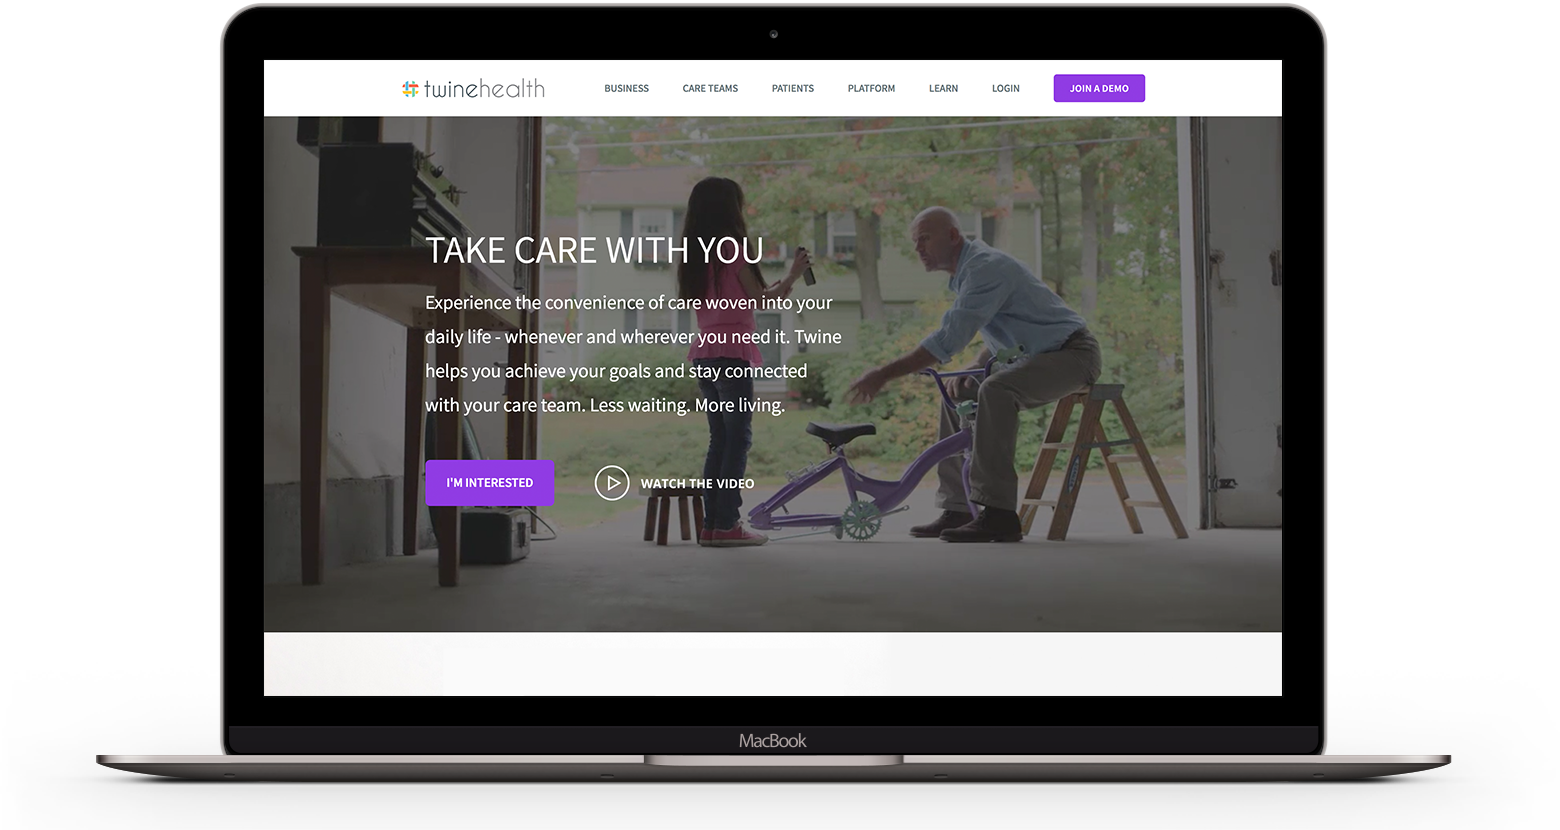 twinehealth
BUSINESS
CARE TEAMS
PATIENTS
PLATFORM
LEARN
LOGIN
JOIN A DEMO
TAKE CARE WITH YOU
Experience the convenience of care woven into your
daily life - whenever and wherever you need it. Twine
helps you achieve your goals and stay connected
with your care team. Less waiting. More living.
I'M INTERESTED
WATCH THE VIDEO
MacBook